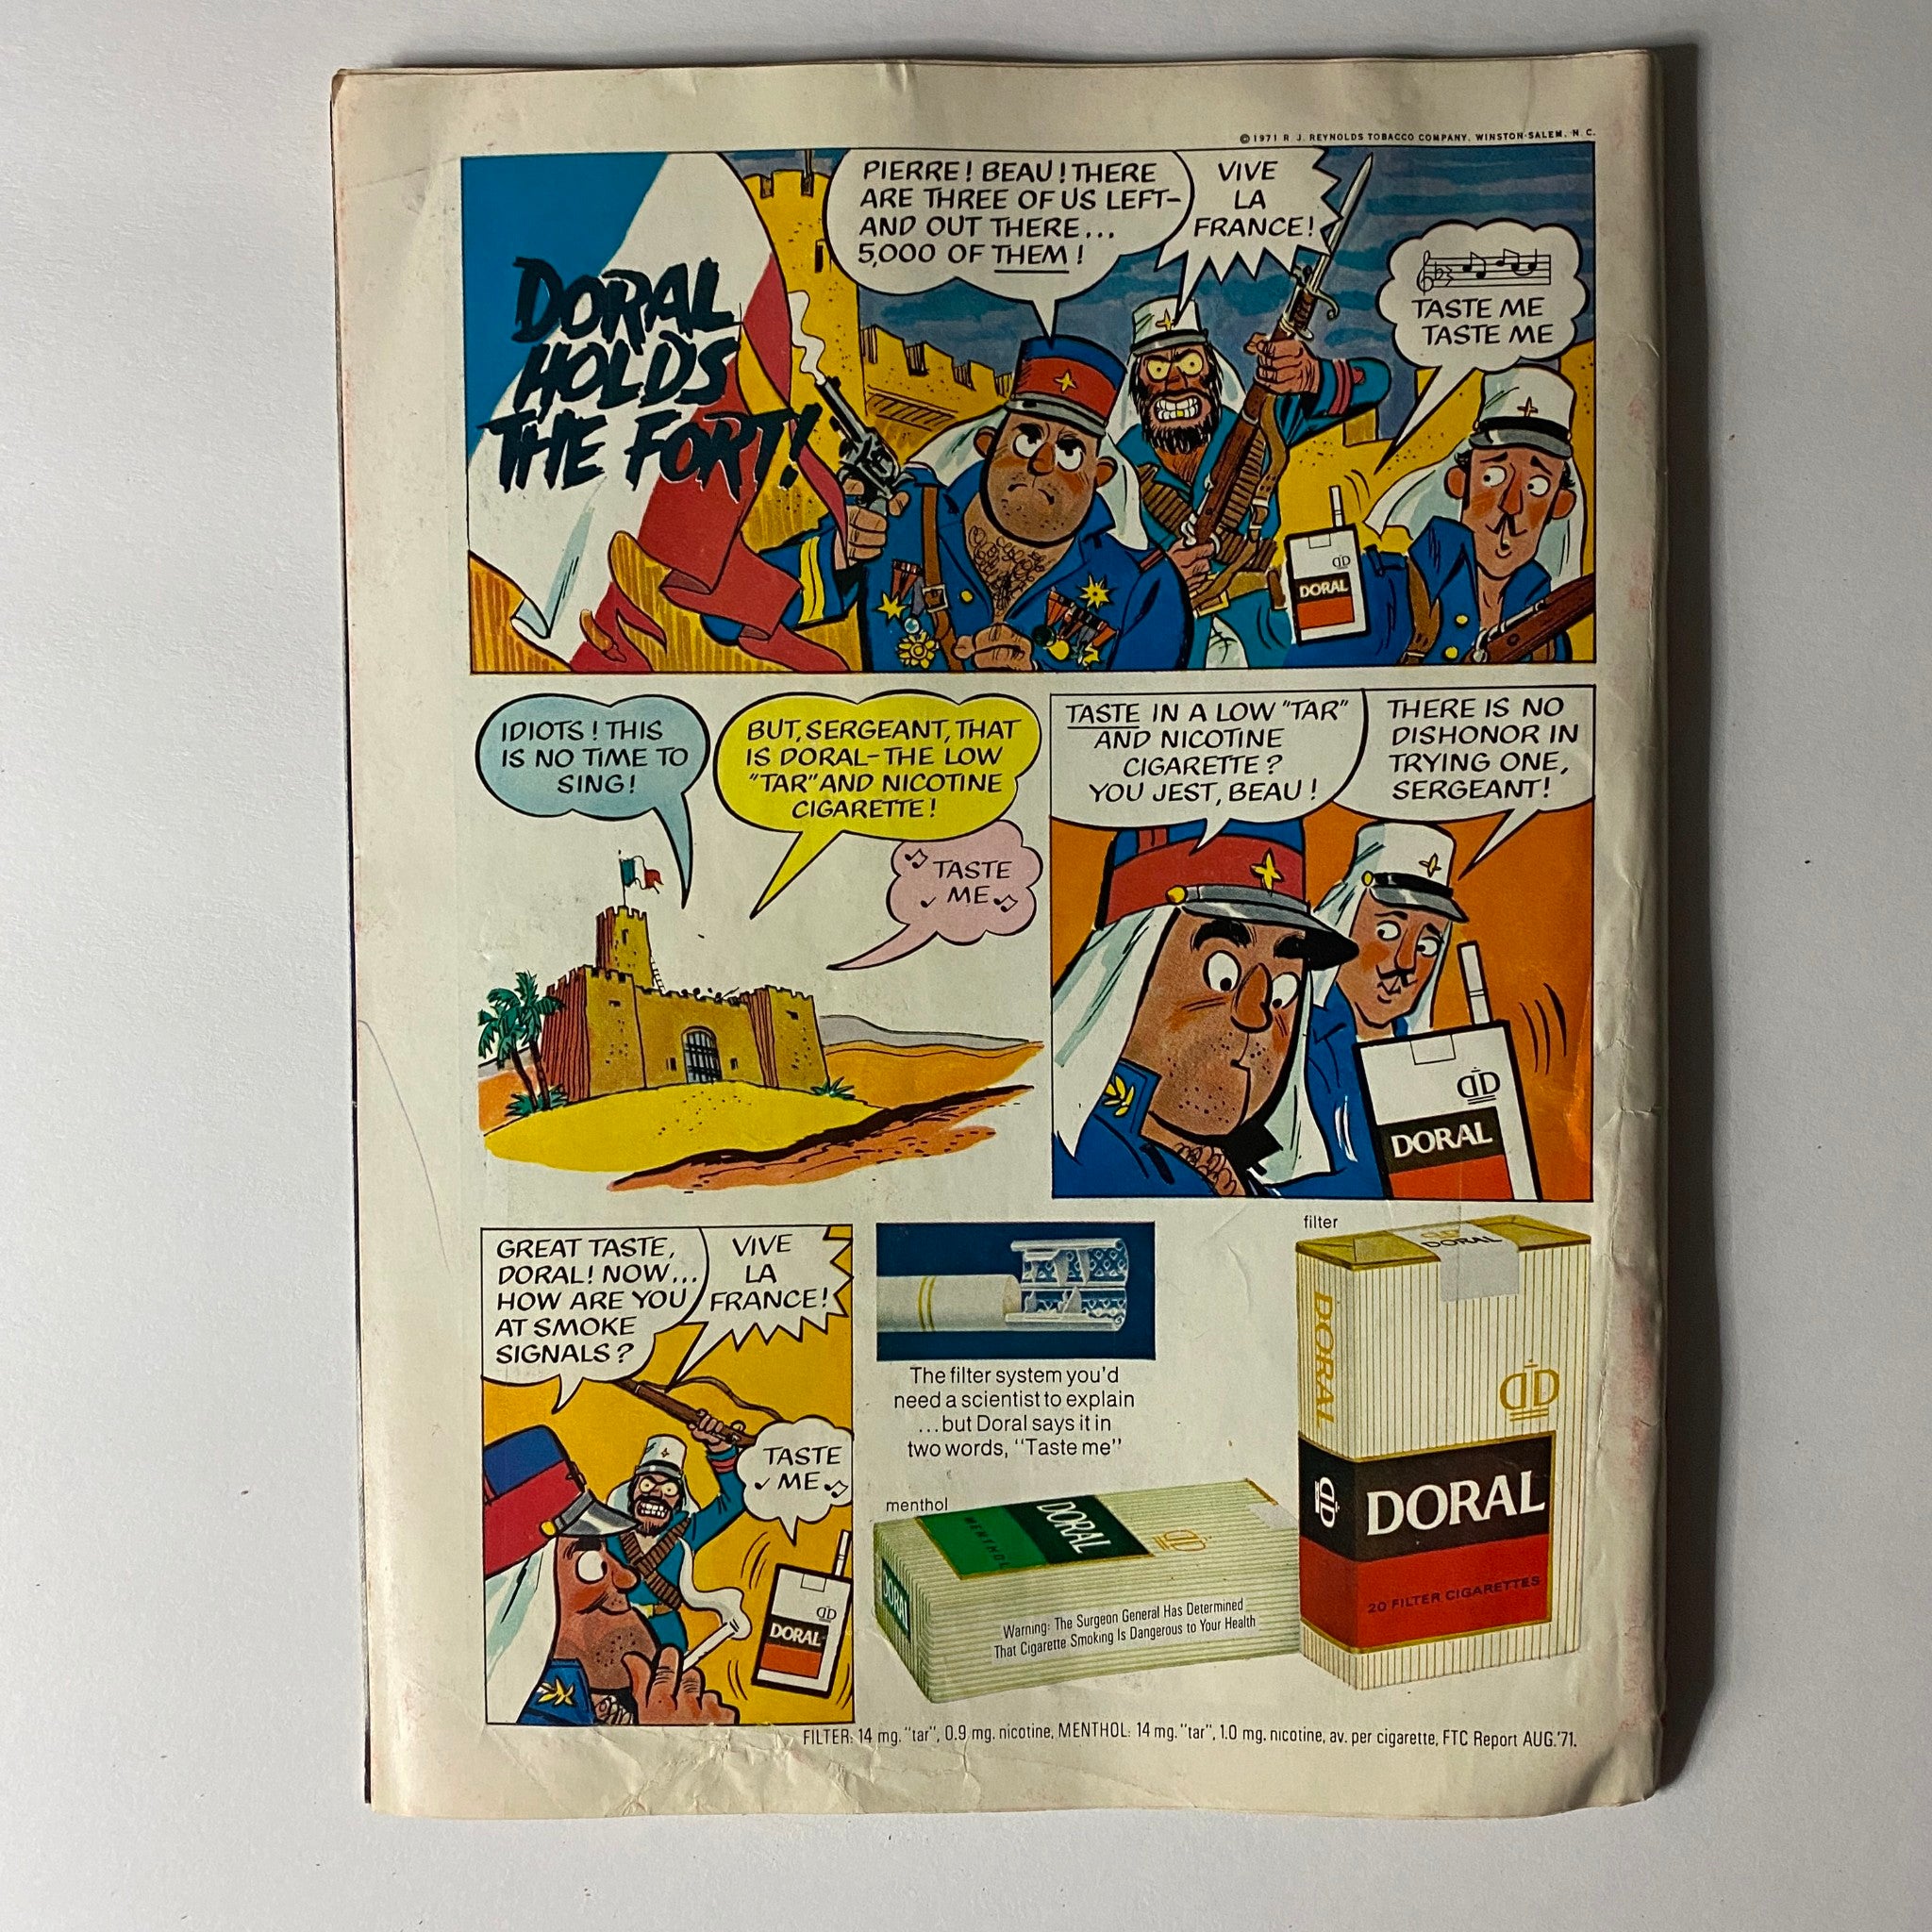 ©1971 R. J. REYNOLDS TOBACCO COMPANY, WINSTON-SALEM, N. C.
DORAL
HOLDS
THE FORT!
PIERRE! BEAU! THERE
ARE THREE OF US LEFT-
AND OUT THERE...
5,000 OF THEM!
VIVE
LA
FRANCE!
TASTE ME
TASTE ME
DORAL
IDIOTS! THIS
IS NO TIME TO
SING!
BUT, SERGEANT, THAT
IS DORAL-THE LOW
"TAR" AND NICOTINE
CIGARETTE!
TASTE
ME
TASTE IN A LOW "TAR"
AND NICOTINE
CIGARETTE?
YOU JEST, BEAU!
THERE IS NO
DISHONOR IN
TRYING ONE,
SERGEANT!
DORAL
GREAT TASTE,
DORAL! NOW...
HOW ARE YOU
AT SMOKE
SIGNALS?
VIVE
LA
FRANCE!
TASTE
ME
DORAL
The filter system you'd
need a scientist to explain
...but Doral says it in
two words, "Taste me"
menthol
MENTHOL
DORAL
DORAL
Warning: The Surgeon General Has Determined
That Cigarette Smoking Is Dangerous to Your Health
filter
DORAL
DORAL
D
DORAL
20 FILTER CIGARETTES
FILTER: 14 mg. "tar", 0.9 mg. nicotine, MENTHOL: 14 mg. "tar", 1.0 mg. nicotine, av. per cigarette, FTC Report AUG.'71.